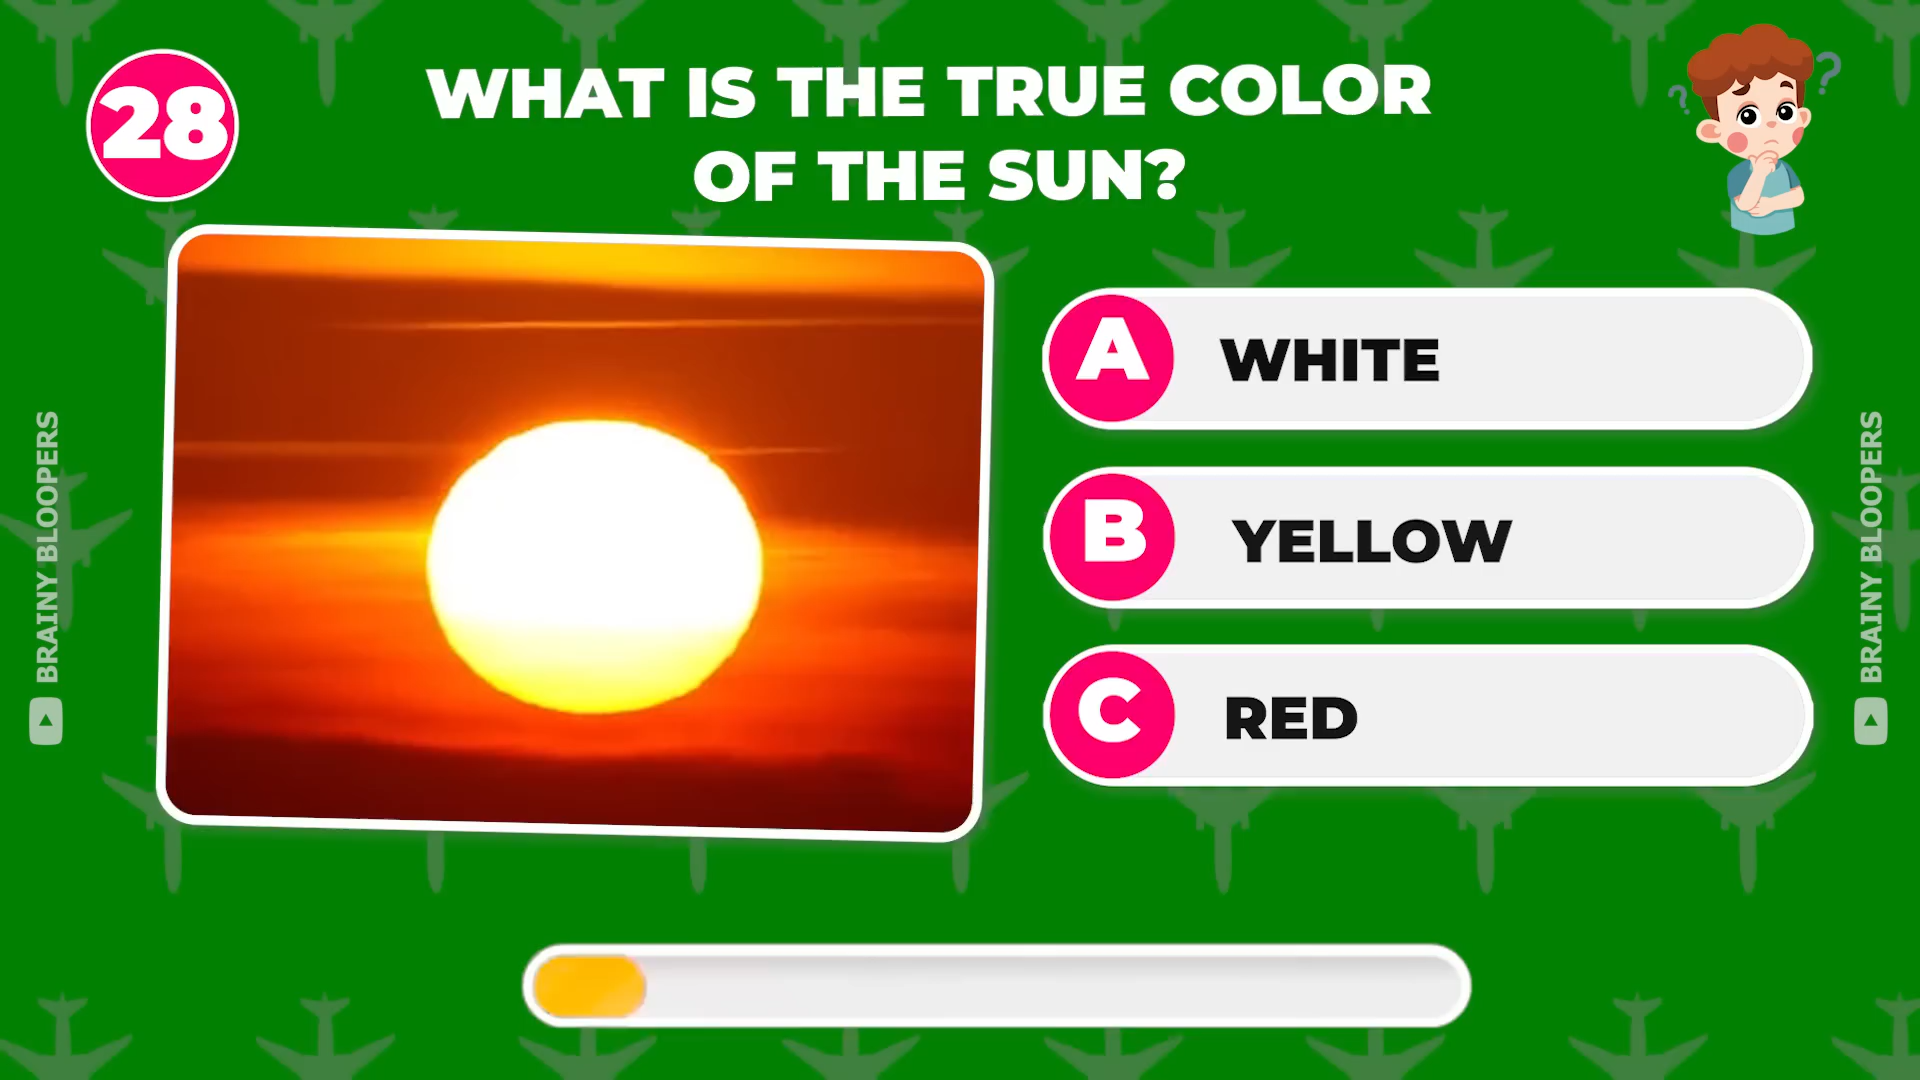 28
WHAT IS THE TRUE COLOR
OF THE SUN?
A WHITE
B YELLOW
C RED
BRAINY BLOOPERS
BRAINY BLOOPERS